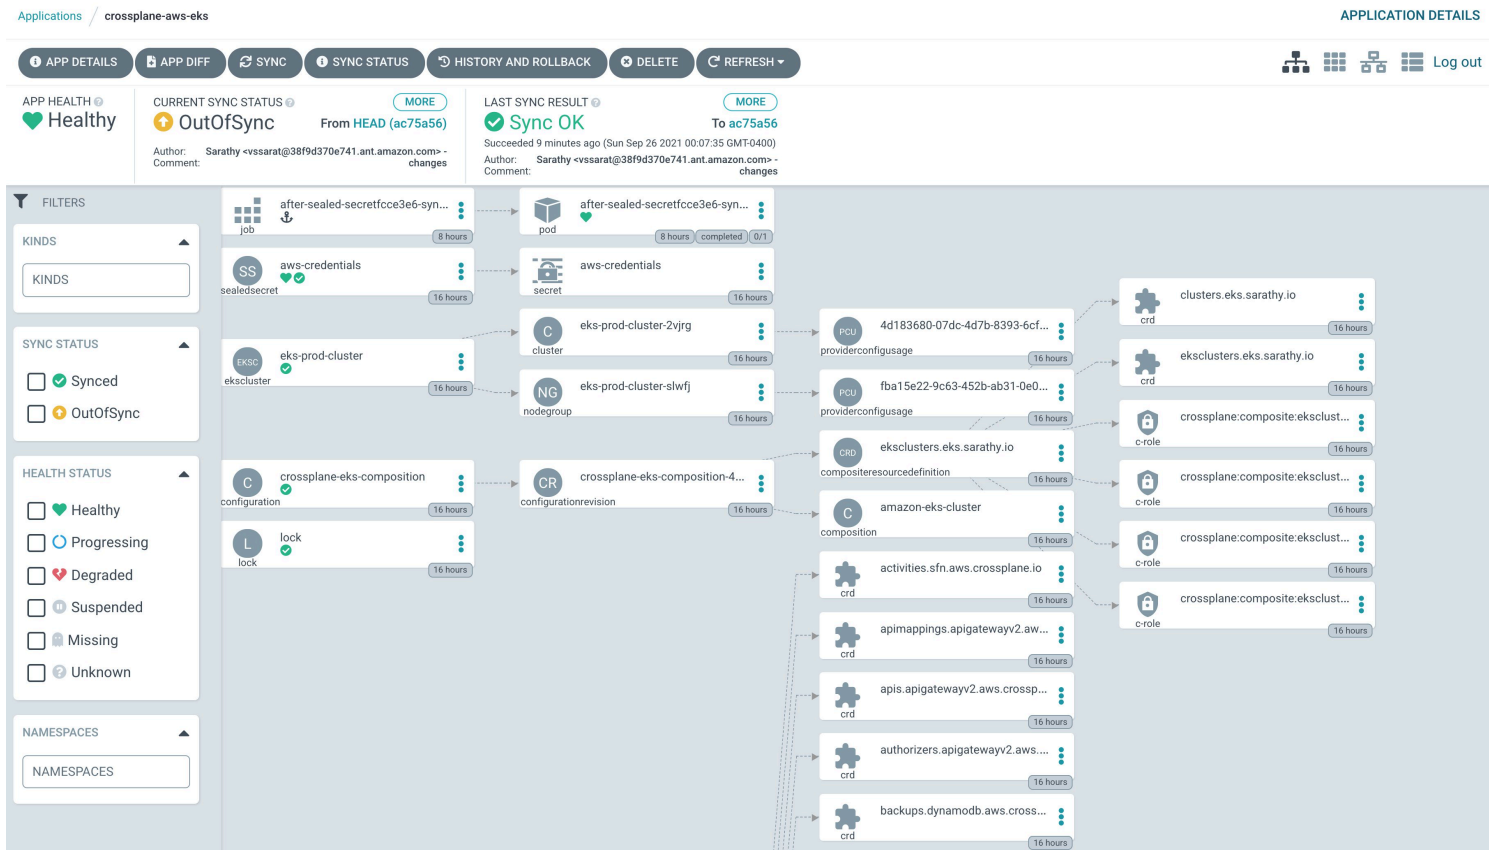 Applications / crossplane-aws-eks
APPLICATION DETAILS
APP DETAILS
APP DIFF
SYNC
SYNC STATUS
HISTORY AND ROLLBACK
DELETE
REFRESH
Log out
APP HEALTH
Healthy
CURRENT SYNC STATUS
MORE
OutOfSync
From HEAD (ac75a56)
Author: Sarathy <vssarat@38f9d370e741.ant.amazon.com> -
Comment: changes
LAST SYNC RESULT
MORE
Sync OK
To ac75a56
Succeeded 9 minutes ago (Sun Sep 26 2021 00:07:35 GMT-0400)
Author: Sarathy <vssarat@38f9d370e741.ant.amazon.com> -
Comment: changes
FILTERS
KINDS
KINDS
SYNC STATUS
Synced
OutOfSync
HEALTH STATUS
Healthy
Progressing
Degraded
Suspended
Missing
Unknown
NAMESPACES
NAMESPACES
after-sealed-secretfcce3e6-syn...
job
8 hours
SS
aws-credentials
sealedsecret
16 hours
EKSC
eks-prod-cluster
ekscluster
16 hours
C
crossplane-eks-composition
configuration
16 hours
L
lock
lock
16 hours
after-sealed-secretfcce3e6-syn...
pod
8 hours completed 0/1
aws-credentials
secret
16 hours
C
eks-prod-cluster-2vjrg
cluster
16 hours
NG
eks-prod-cluster-slwfj
nodegroup
16 hours
CR
crossplane-eks-composition-4...
configurationrevision
16 hours
PCU
4d183680-07dc-4d7b-8393-6cf...
providerconfigusage
16 hours
PCU
fba15e22-9c63-452b-ab31-0e0...
providerconfigusage
16 hours
CRD
eksclusters.eks.sarathy.io
compositeresourcedefinition
16 hours
C
amazon-eks-cluster
composition
16 hours
activities.sfn.aws.crossplane.io
crd
16 hours
apimappings.apigatewayv2.aw...
crd
16 hours
apis.apigatewayv2.aws.crossp...
crd
16 hours
authorizers.apigatewayv2.aws....
crd
16 hours
backups.dynamodb.aws.cross...
crd
16 hours
clusters.eks.sarathy.io
crd
16 hours
eksclusters.eks.sarathy.io
crd
16 hours
crossplane:composite:eksclust...
c-role
16 hours
crossplane:composite:eksclust...
c-role
16 hours
crossplane:composite:eksclust...
c-role
16 hours
crossplane:composite:eksclust...
c-role
16 hours